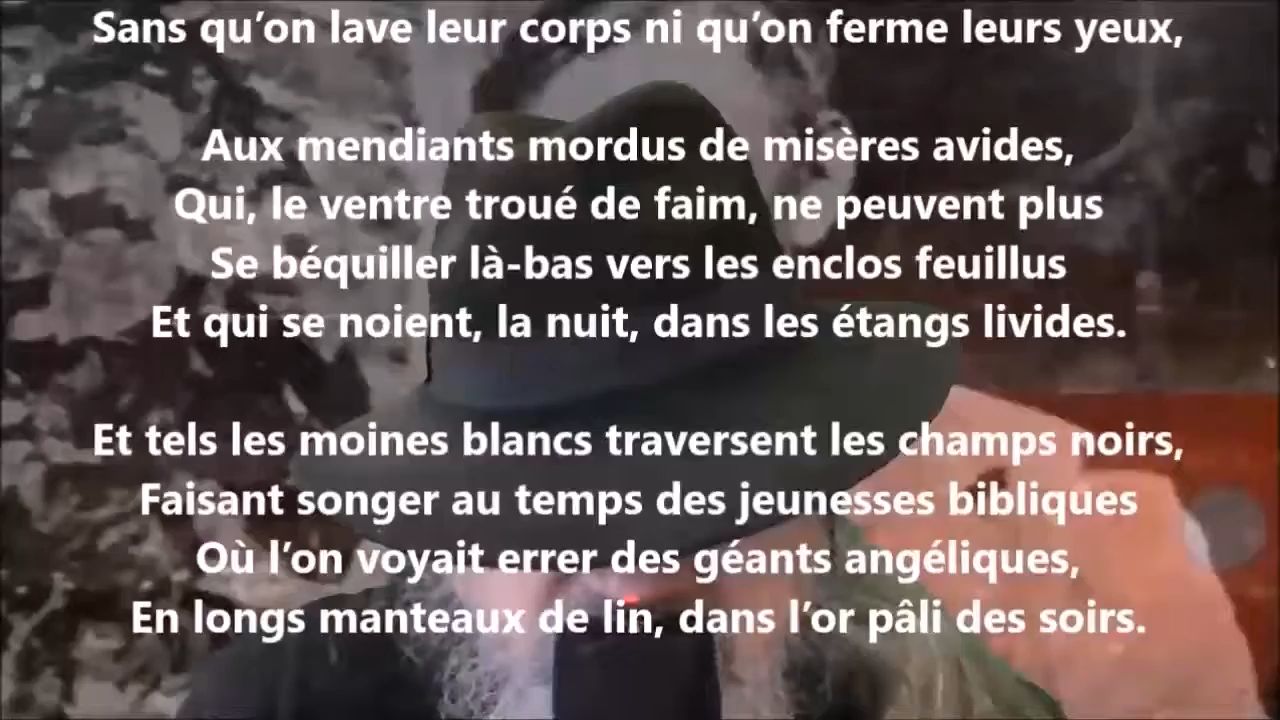 Sans qu’on lave leur corps ni qu’on ferme leurs yeux,
Aux mendiants mordus de misères avides,
Qui, le ventre troué de faim, ne peuvent plus
Se béquiller là-bas vers les enclos feuillus
Et qui se noient, la nuit, dans les étangs livides.
Et tels les moines blancs traversent les champs noirs,
Faisant songer au temps des jeunesses bibliques
Où l’on voyait errer des géants angéliques,
En longs manteaux de lin, dans l’or pâli des soirs.